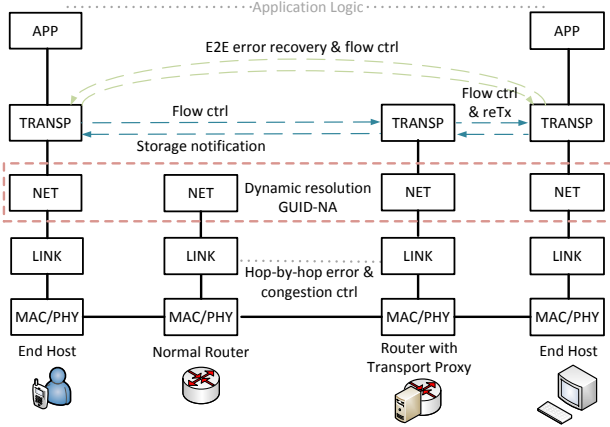 Application Logic
APP
APP
E2E error recovery & flow ctrl
Flow ctrl
Flow ctrl
& reTx
TRANSP
TRANSP
TRANSP
Storage notification
NET
NET
Dynamic resolution
GUID-NA
NET
NET
LINK
LINK
LINK
LINK
Hop-by-hop error &
congestion ctrl
MAC/PHY
MAC/PHY
MAC/PHY
MAC/PHY
End Host
Normal Router
Router with
Transport Proxy
End Host